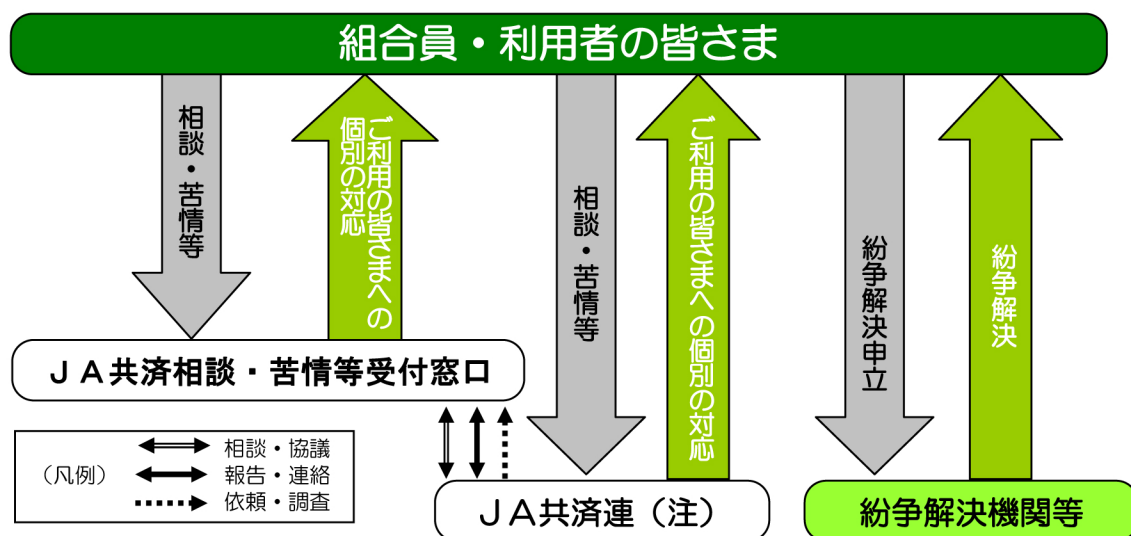 組合員・利用者の皆さま
相談・苦情等
ご利用の皆さまへの
個別の対応
相談・苦情等
ご利用の皆さまへの個別の対応
紛争解決申立
紛争解決
ＪＡ共済相談・苦情等受付窓口
（凡例）
相談・協議
報告・連絡
依頼・調査
ＪＡ共済連（注）
紛争解決機関等